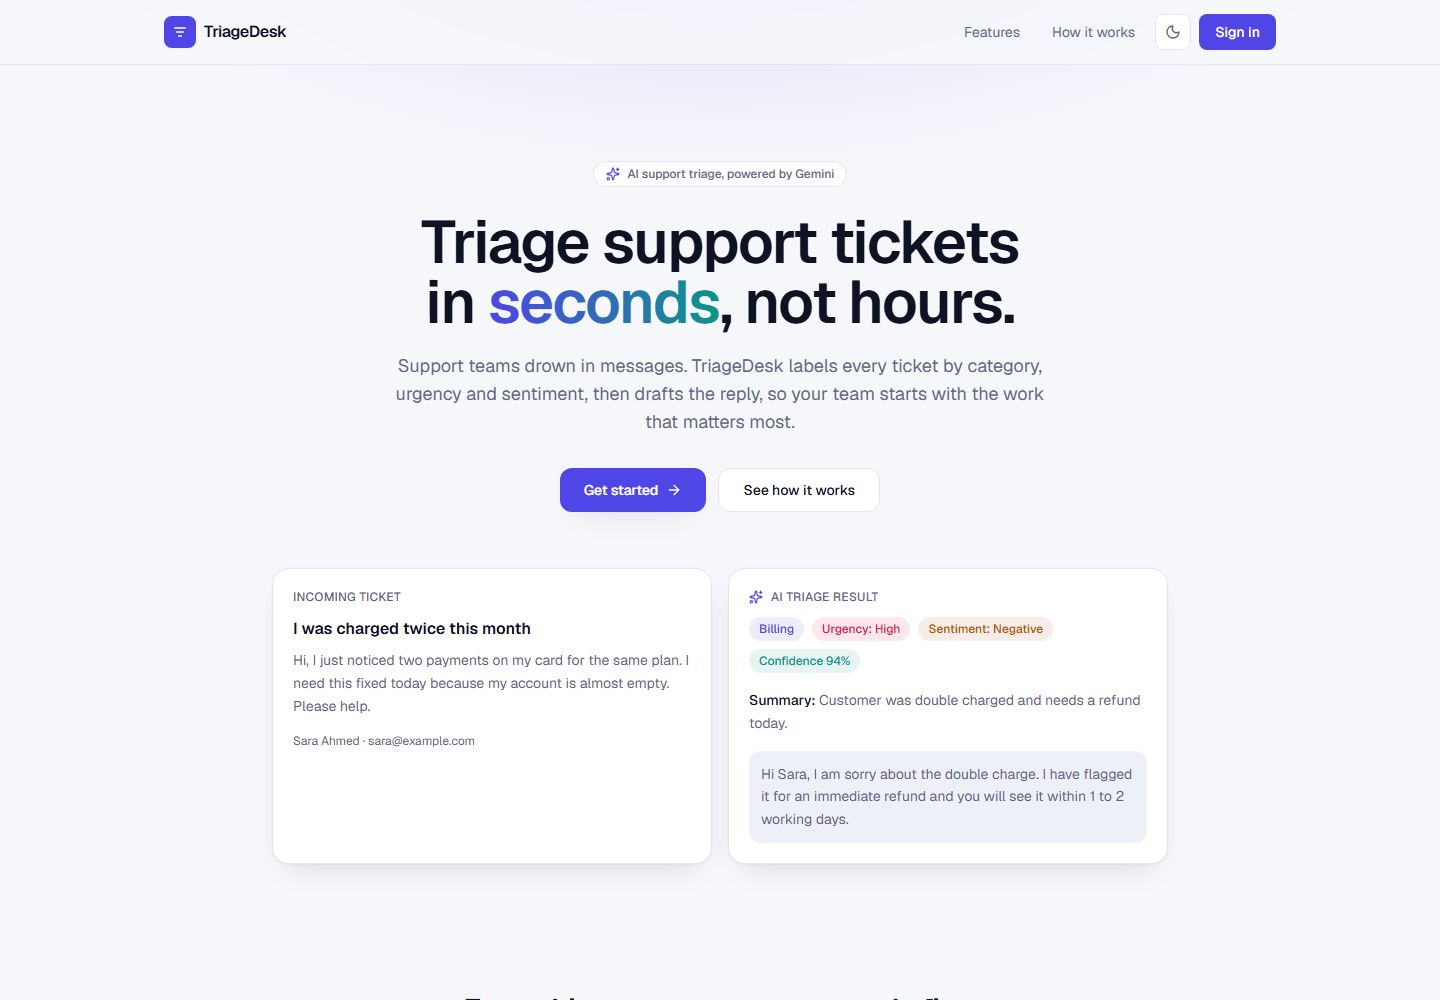 TriageDesk
Features
How it works
Sign in
AI support triage, powered by Gemini
Triage support tickets
in seconds, not hours.
Support teams drown in messages. TriageDesk labels every ticket by category,
urgency and sentiment, then drafts the reply, so your team starts with the work
that matters most.
Get started
See how it works
INCOMING TICKET
I was charged twice this month
Hi, I just noticed two payments on my card for the same plan. I
need this fixed today because my account is almost empty.
Please help.
Sara Ahmed · sara@example.com
AI TRIAGE RESULT
Billing
Urgency: High
Sentiment: Negative
Confidence 94%
Summary: Customer was double charged and needs a refund
today.
Hi Sara, I am sorry about the double charge. I have flagged
it for an immediate refund and you will see it within 1 to 2
working days.